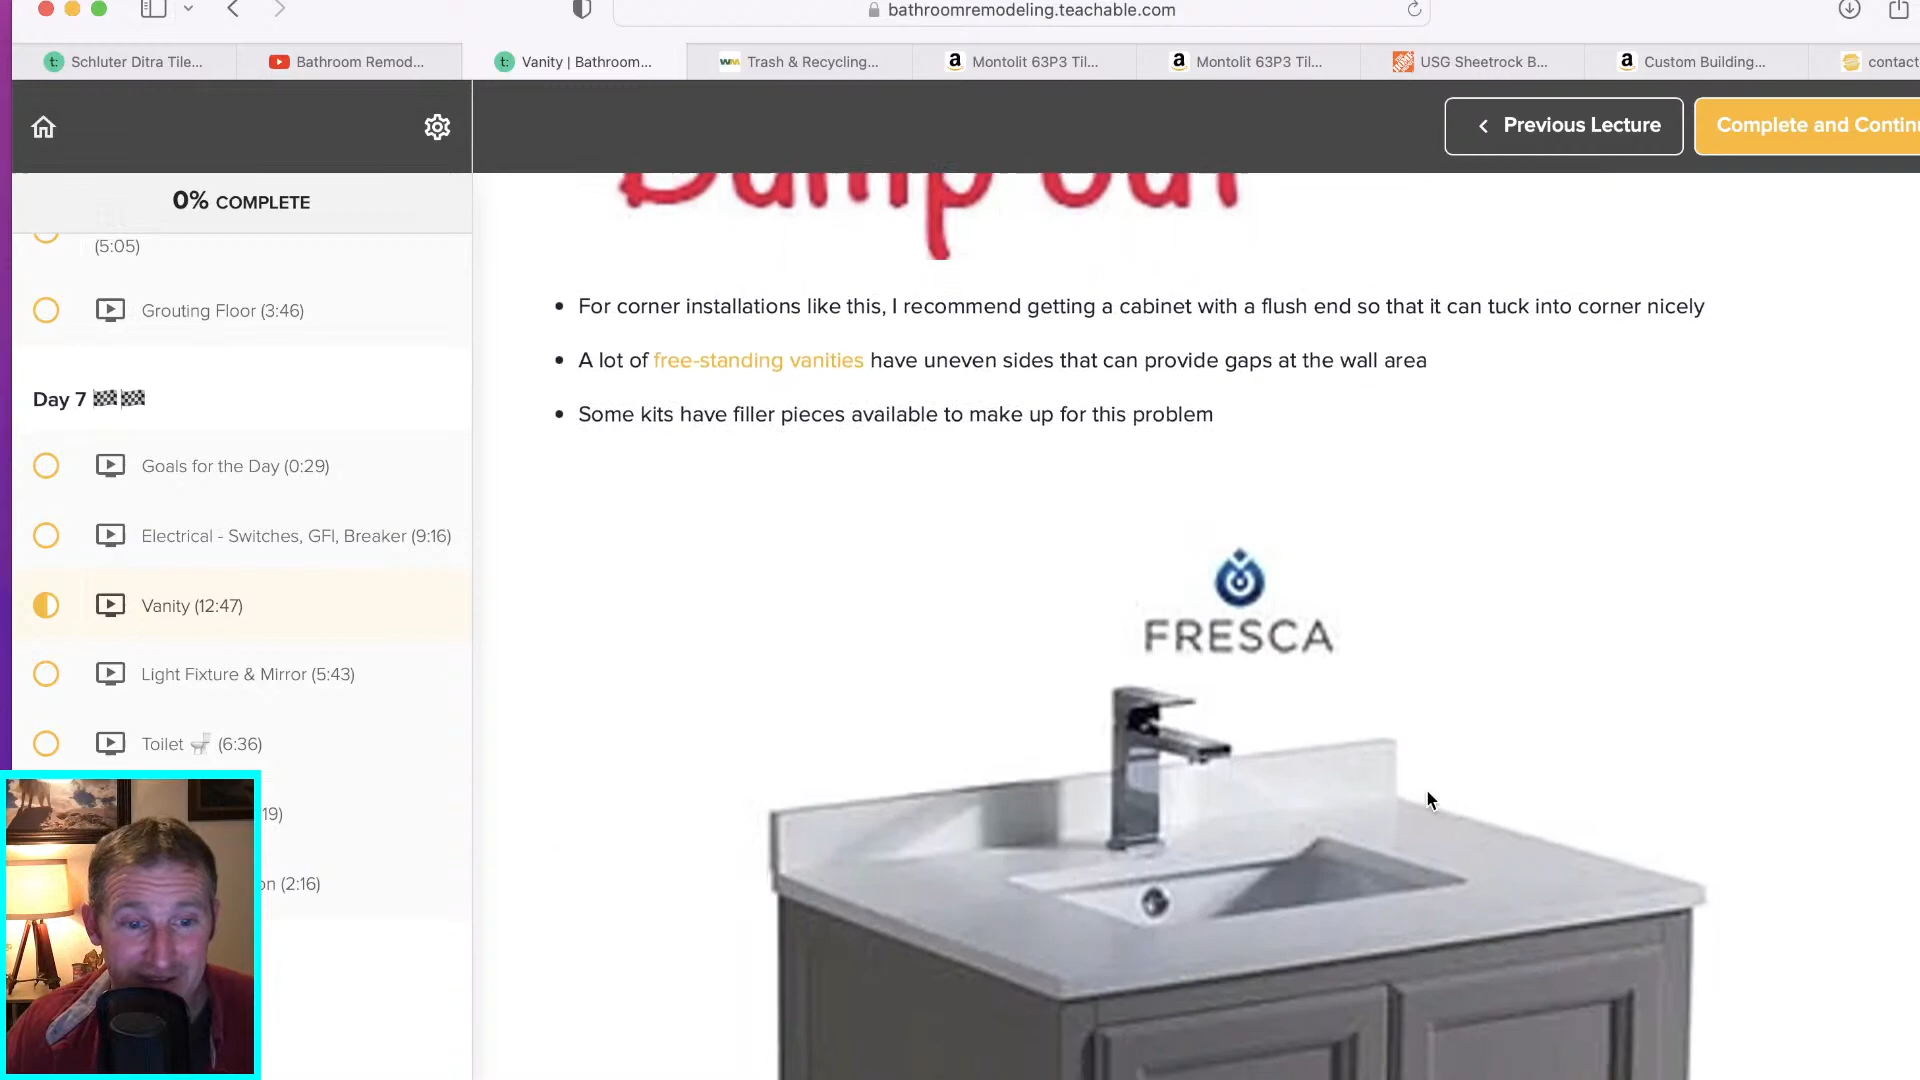 bathroomremodeling.teachable.com
Schluter Ditra Tile...
Bathroom Remod...
Vanity | Bathroom...
Trash & Recycling...
Montolit 63P3 Til...
Montolit 63P3 Til...
USG Sheetrock B...
Custom Building...
contact
Previous Lecture
Complete and Contin
0% COMPLETE
(5:05)
Grouting Floor (3:46)
Day 7
Goals for the Day (0:29)
Electrical - Switches, GFI, Breaker (9:16)
Vanity (12:47)
Light Fixture & Mirror (5:43)
Toilet (6:36)
19)
on (2:16)
Bump out
• For corner installations like this, I recommend getting a cabinet with a flush end so that it can tuck into corner nicely
• A lot of free-standing vanities have uneven sides that can provide gaps at the wall area
• Some kits have filler pieces available to make up for this problem
FRESCA